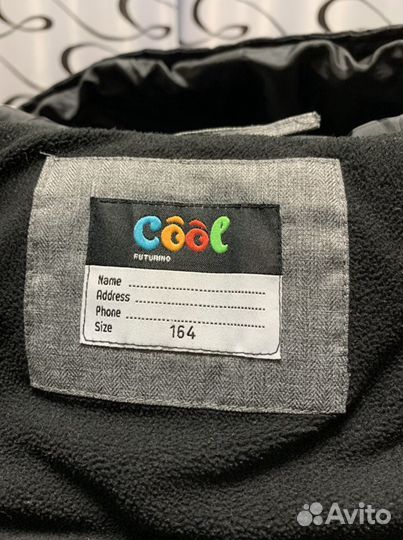 côôl
FUTURINO
Name
Address
Phone
Size 164
Avito